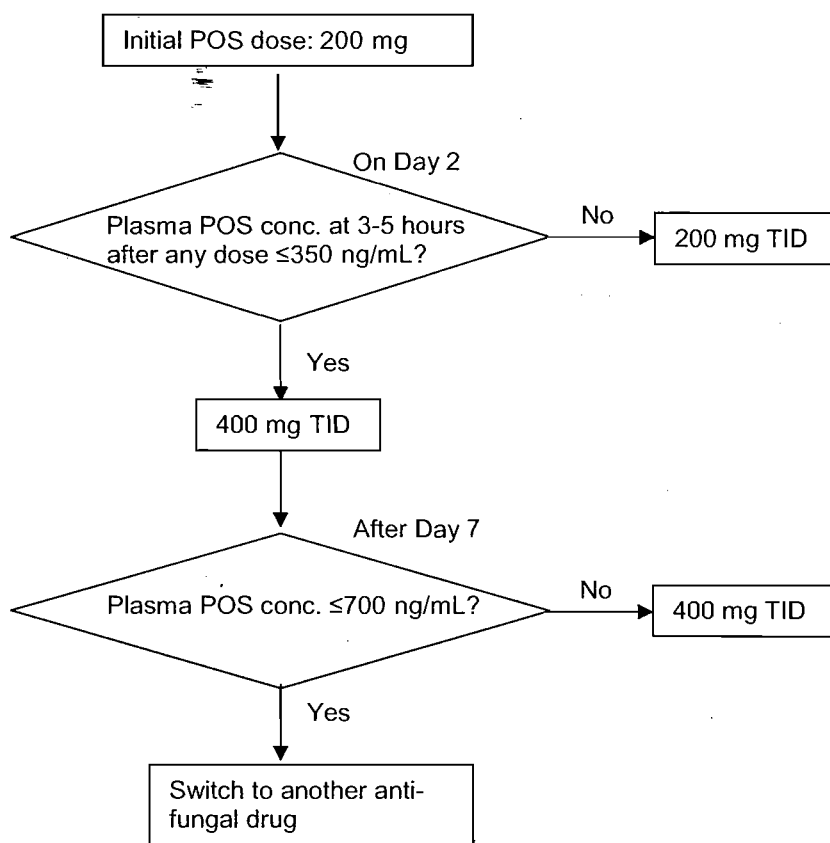 Initial POS dose: 200 mg
On Day 2
Plasma POS conc. at 3-5 hours
after any dose ≤350 ng/mL?
No
200 mg TID
Yes
400 mg TID
After Day 7
Plasma POS conc. ≤700 ng/mL?
No
400 mg TID
Yes
Switch to another anti-
fungal drug